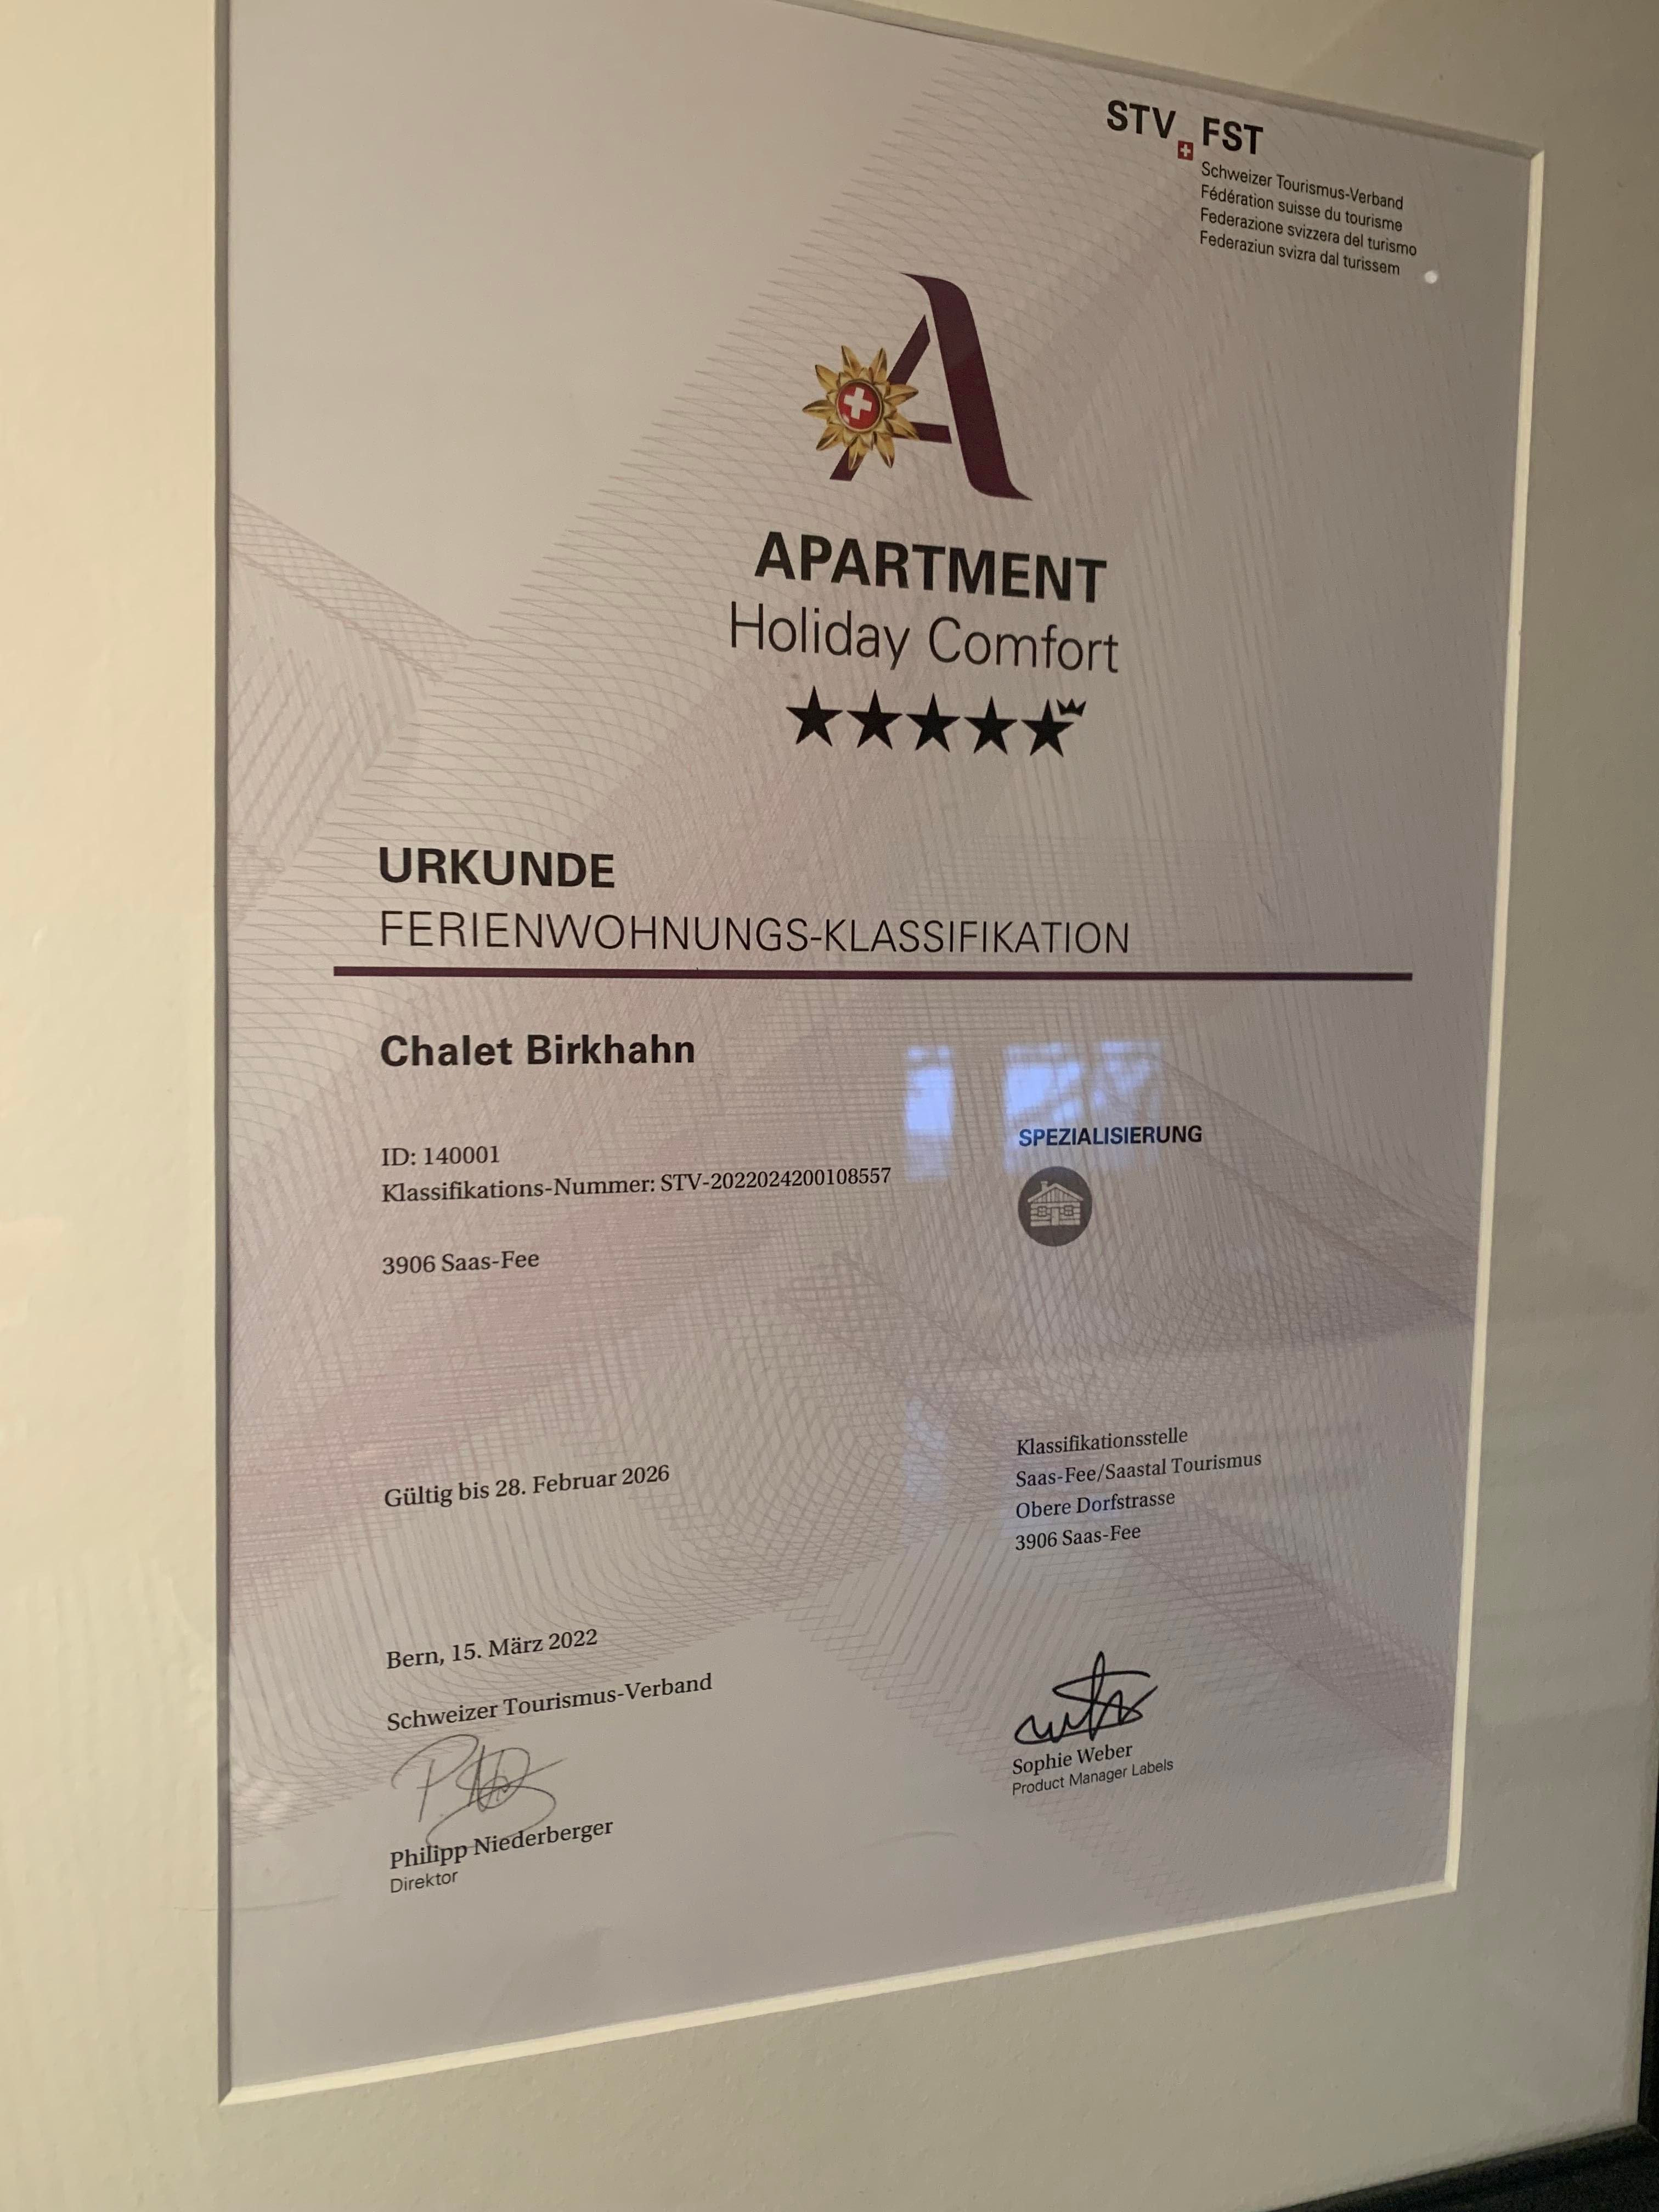 STV FST
Schweizer Tourismus-Verband
Fédération suisse du tourisme
Federazione svizzera del turismo
Federaziun svizra dal turissem
APARTMENT
Holiday Comfort
URKUNDE
FERIENWOHNUNGS-KLASSIFIKATION
Chalet Birkhahn
ID: 140001
Klassifikations-Nummer: STV-2022024200108557
3906 Saas-Fee
SPEZIALISIERUNG
Gültig bis 28. Februar 2026
Klassifikationsstelle
Saas-Fee/Saastal Tourismus
Obere Dorfstrasse
3906 Saas-Fee
Bern, 15. März 2022
Schweizer Tourismus-Verband
Philipp Niederberger
Direktor
Sophie Weber
Product Manager Labels